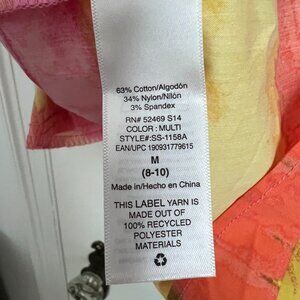 63% Cotton/Algodón
34% Nylon/Nilón
3% Spandex
RN# 52469 S14
COLOR : MULTI
STYLE#:SS-1158A
EAN/UPC 190931779615
M
(8-10)
Made in/Hecho en China
THIS LABEL YARN IS
MADE OUT OF
100% RECYCLED
POLYESTER
MATERIALS